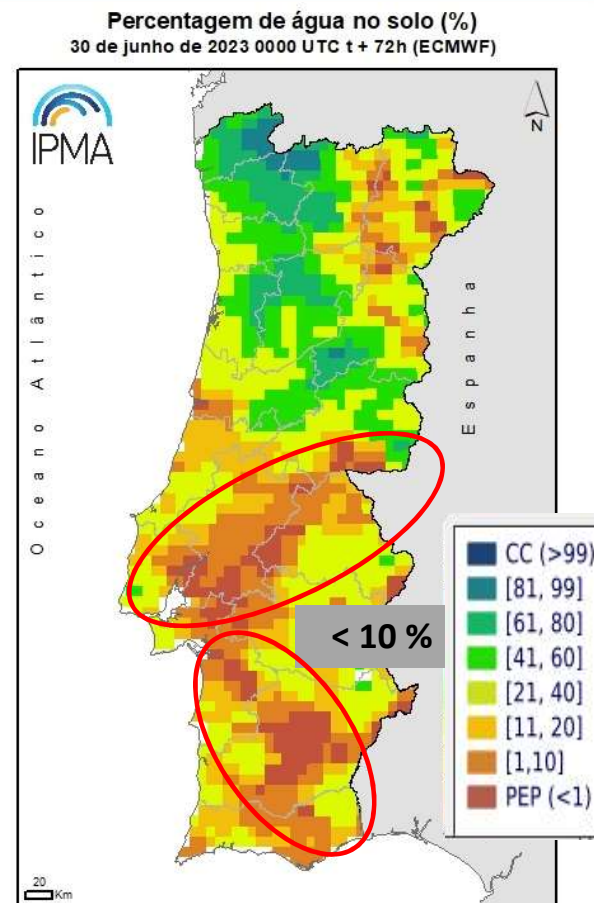 Percentagem de água no solo (%)
30 de junho de 2023 0000 UTC t + 72h (ECMWF)
IPMA
N
Oceano Atlântico
Espanha
< 10 %
CC (>99)
[81, 99]
[61, 80]
[41, 60]
[21, 40]
[11, 20]
[1,10]
PEP (<1)
20
Km